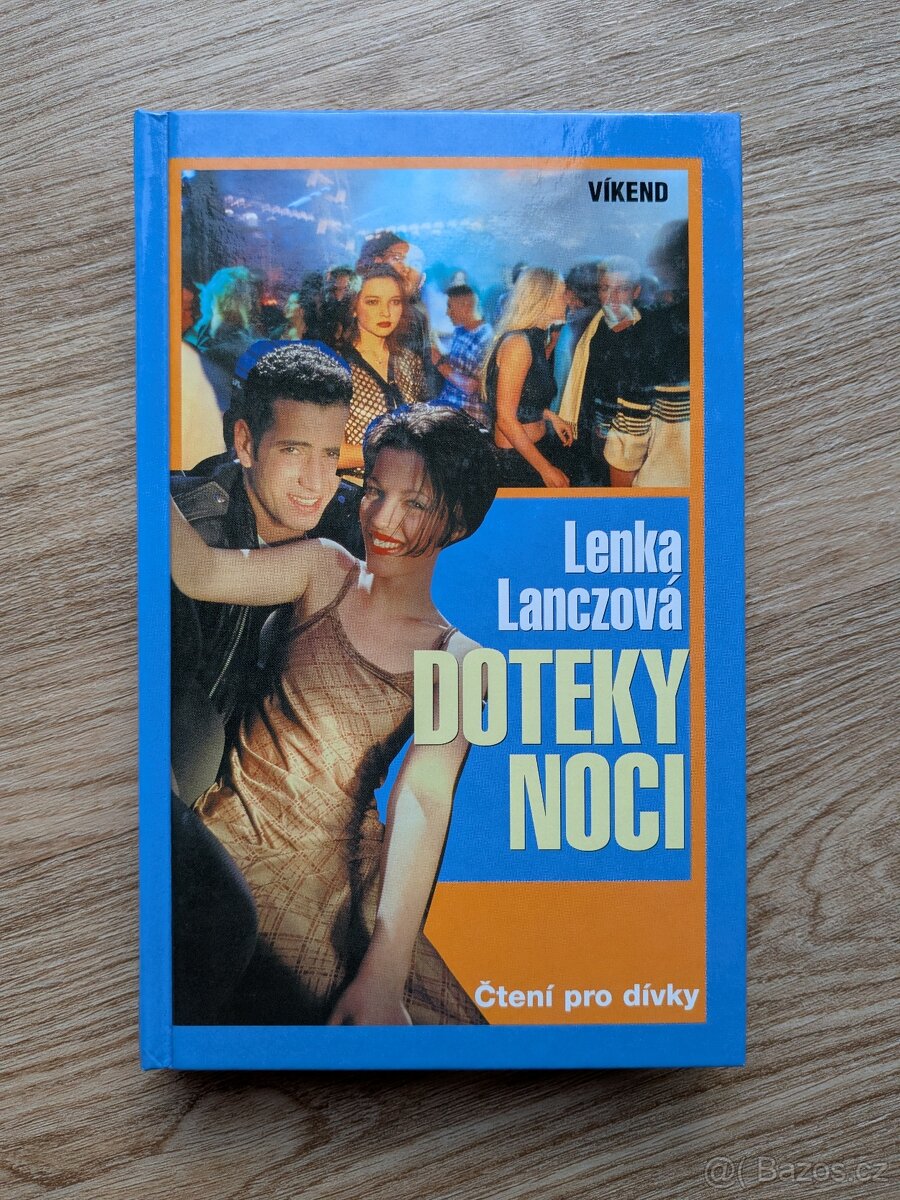 VÍKEND
Lenka
Lanczová
DOTEKY
NOCI
Čtení pro dívky
@( Bazos.cz